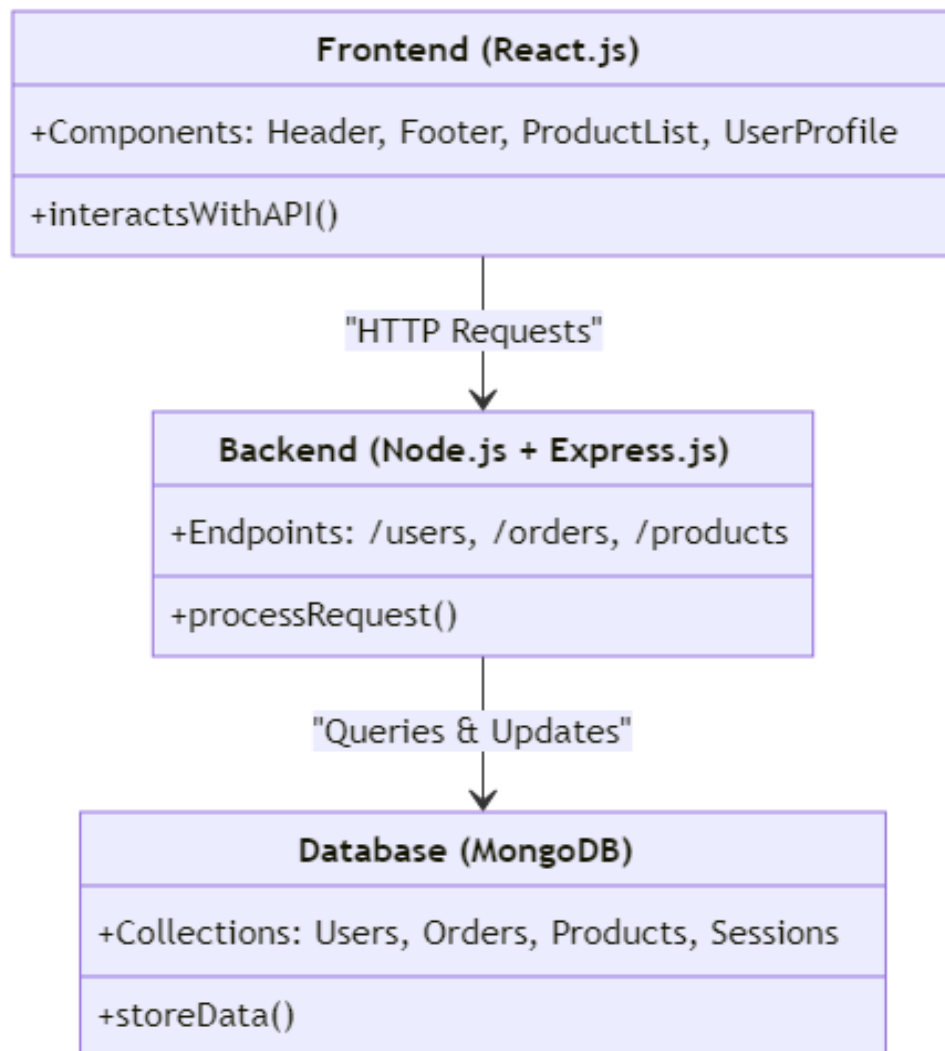 Frontend (React.js)
+Components: Header, Footer, ProductList, UserProfile
+interactsWithAPI()
"HTTP Requests"
Backend (Node.js + Express.js)
+Endpoints: /users, /orders, /products
+processRequest()
"Queries & Updates"
Database (MongoDB)
+Collections: Users, Orders, Products, Sessions
+storeData()